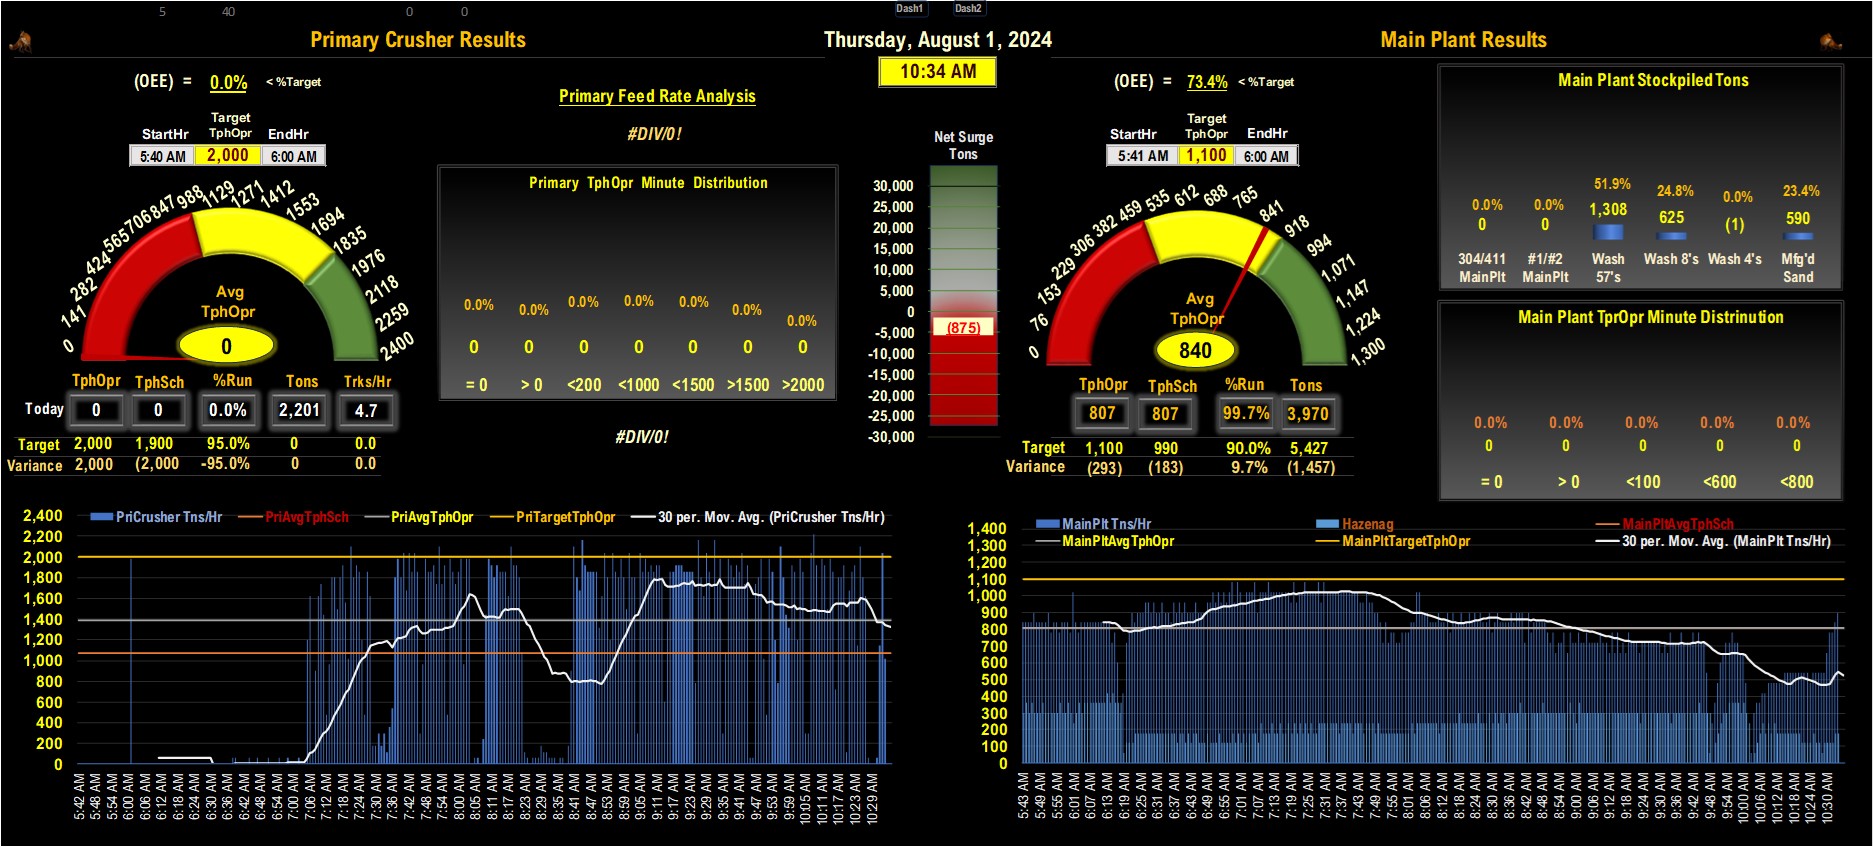 5 40 0 0 Dash1 Dash2
Primary Crusher Results
Thursday, August 1, 2024
Main Plant Results
10:34 AM
(OEE) = 0.0% < %Target
Target
StartHr TphOpr EndHr
5:40 AM 2,000 6:00 AM
0 141 282 424 565 706 847 988 1129 1271 1412 1553 1694 1835 1976 2118 2259 2400
Avg
TphOpr
0
TphOpr TphSch %Run Tons Trks/Hr
Today 0 0 0.0% 2,201 4.7
Target 2,000 1,900 95.0% 0 0.0
Variance 2,000 (2,000 -95.0% 0 0.0
Primary Feed Rate Analysis
#DIV/0!
Primary TphOpr Minute Distribution
0.0% 0.0% 0.0% 0.0% 0.0% 0.0% 0.0%
0 0 0 0 0 0 0
= 0 > 0 <200 <1000 <1500 >1500 >2000
#DIV/0!
Net Surge
Tons
30,000
25,000
20,000
15,000
10,000
5,000
0
(875)
-5,000
-10,000
-15,000
-20,000
-25,000
-30,000
(OEE) = 73.4% < %Target
Target
StartHr TphOpr EndHr
5:41 AM 1,100 6:00 AM
0 76 153 229 306 382 459 535 612 688 765 841 918 994 1,071 1,147 1,224 1,300
Avg
TphOpr
840
TphOpr TphSch %Run Tons
807 807 99.7% 3,970
Target 1,100 990 90.0% 5,427
Variance (293) (183) 9.7% (1,457)
Main Plant Stockpiled Tons
0.0% 0.0% 51.9% 24.8% 0.0% 23.4%
0 0 1,308 625 (1) 590
304/411 #1/#2 Wash Wash 8's Wash 4's Mfg'd
MainPlt MainPlt 57's Sand
Main Plant TprOpr Minute Distrinution
0.0% 0.0% 0.0% 0.0% 0.0%
0 0 0 0 0
= 0 > 0 <100 <600 <800
PriCrusher Tns/Hr PriAvgTphSch PriAvgTphOpr PriTargetTphOpr 30 per. Mov. Avg. (PriCrusher Tns/Hr)
2,400
2,200
2,000
1,800
1,600
1,400
1,200
1,000
800
600
400
200
0
5:42 AM 5:48 AM 5:54 AM 6:00 AM 6:06 AM 6:12 AM 6:18 AM 6:24 AM 6:30 AM 6:36 AM 6:42 AM 6:48 AM 6:54 AM 7:00 AM 7:06 AM 7:12 AM 7:18 AM 7:24 AM 7:30 AM 7:36 AM 7:42 AM 7:48 AM 7:54 AM 8:00 AM 8:05 AM 8:11 AM 8:17 AM 8:23 AM 8:29 AM 8:35 AM 8:41 AM 8:47 AM 8:53 AM 8:59 AM 9:05 AM 9:11 AM 9:17 AM 9:23 AM 9:29 AM 9:35 AM 9:41 AM 9:47 AM 9:53 AM 9:59 AM 10:05 AM 10:11 AM 10:17 AM 10:23 AM 10:29 AM
MainPlt Tns/Hr Hazenag MainPltAvgTphSch
MainPltAvgTphOpr MainPltTargetTphOpr 30 per. Mov. Avg. (MainPlt Tns/Hr)
1,400
1,300
1,200
1,100
1,000
900
800
700
600
500
400
300
200
100
0
5:43 AM 5:49 AM 5:55 AM 6:01 AM 6:07 AM 6:13 AM 6:19 AM 6:25 AM 6:31 AM 6:37 AM 6:43 AM 6:49 AM 6:55 AM 7:01 AM 7:07 AM 7:13 AM 7:19 AM 7:25 AM 7:31 AM 7:37 AM 7:43 AM 7:49 AM 7:55 AM 8:01 AM 8:06 AM 8:12 AM 8:18 AM 8:24 AM 8:30 AM 8:36 AM 8:42 AM 8:48 AM 8:54 AM 9:00 AM 9:06 AM 9:12 AM 9:18 AM 9:24 AM 9:30 AM 9:36 AM 9:42 AM 9:48 AM 9:54 AM 10:00 AM 10:06 AM 10:12 AM 10:18 AM 10:24 AM 10:30 AM